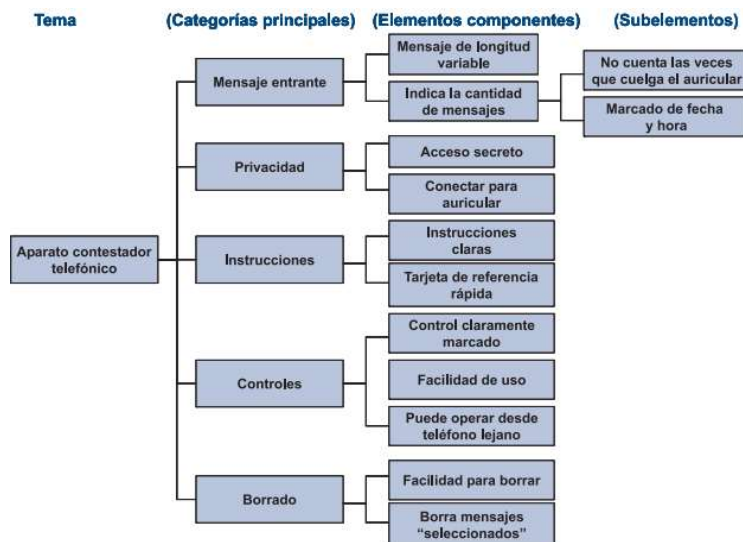 Tema (Categorías principales) (Elementos componentes) (Subelementos)
Mensaje entrante
Mensaje de longitud
variable
Indica la cantidad
de mensajes
No cuenta las veces
que cuelga el auricular
Marcado de fecha
y hora
Privacidad
Acceso secreto
Conectar para
auricular
Aparato contestador
telefónico
Instrucciones
Instrucciones
claras
Tarjeta de referencia
rápida
Controles
Control claramente
marcado
Facilidad de uso
Puede operar desde
teléfono lejano
Borrado
Facilidad para borrar
Borra mensajes
“seleccionados”